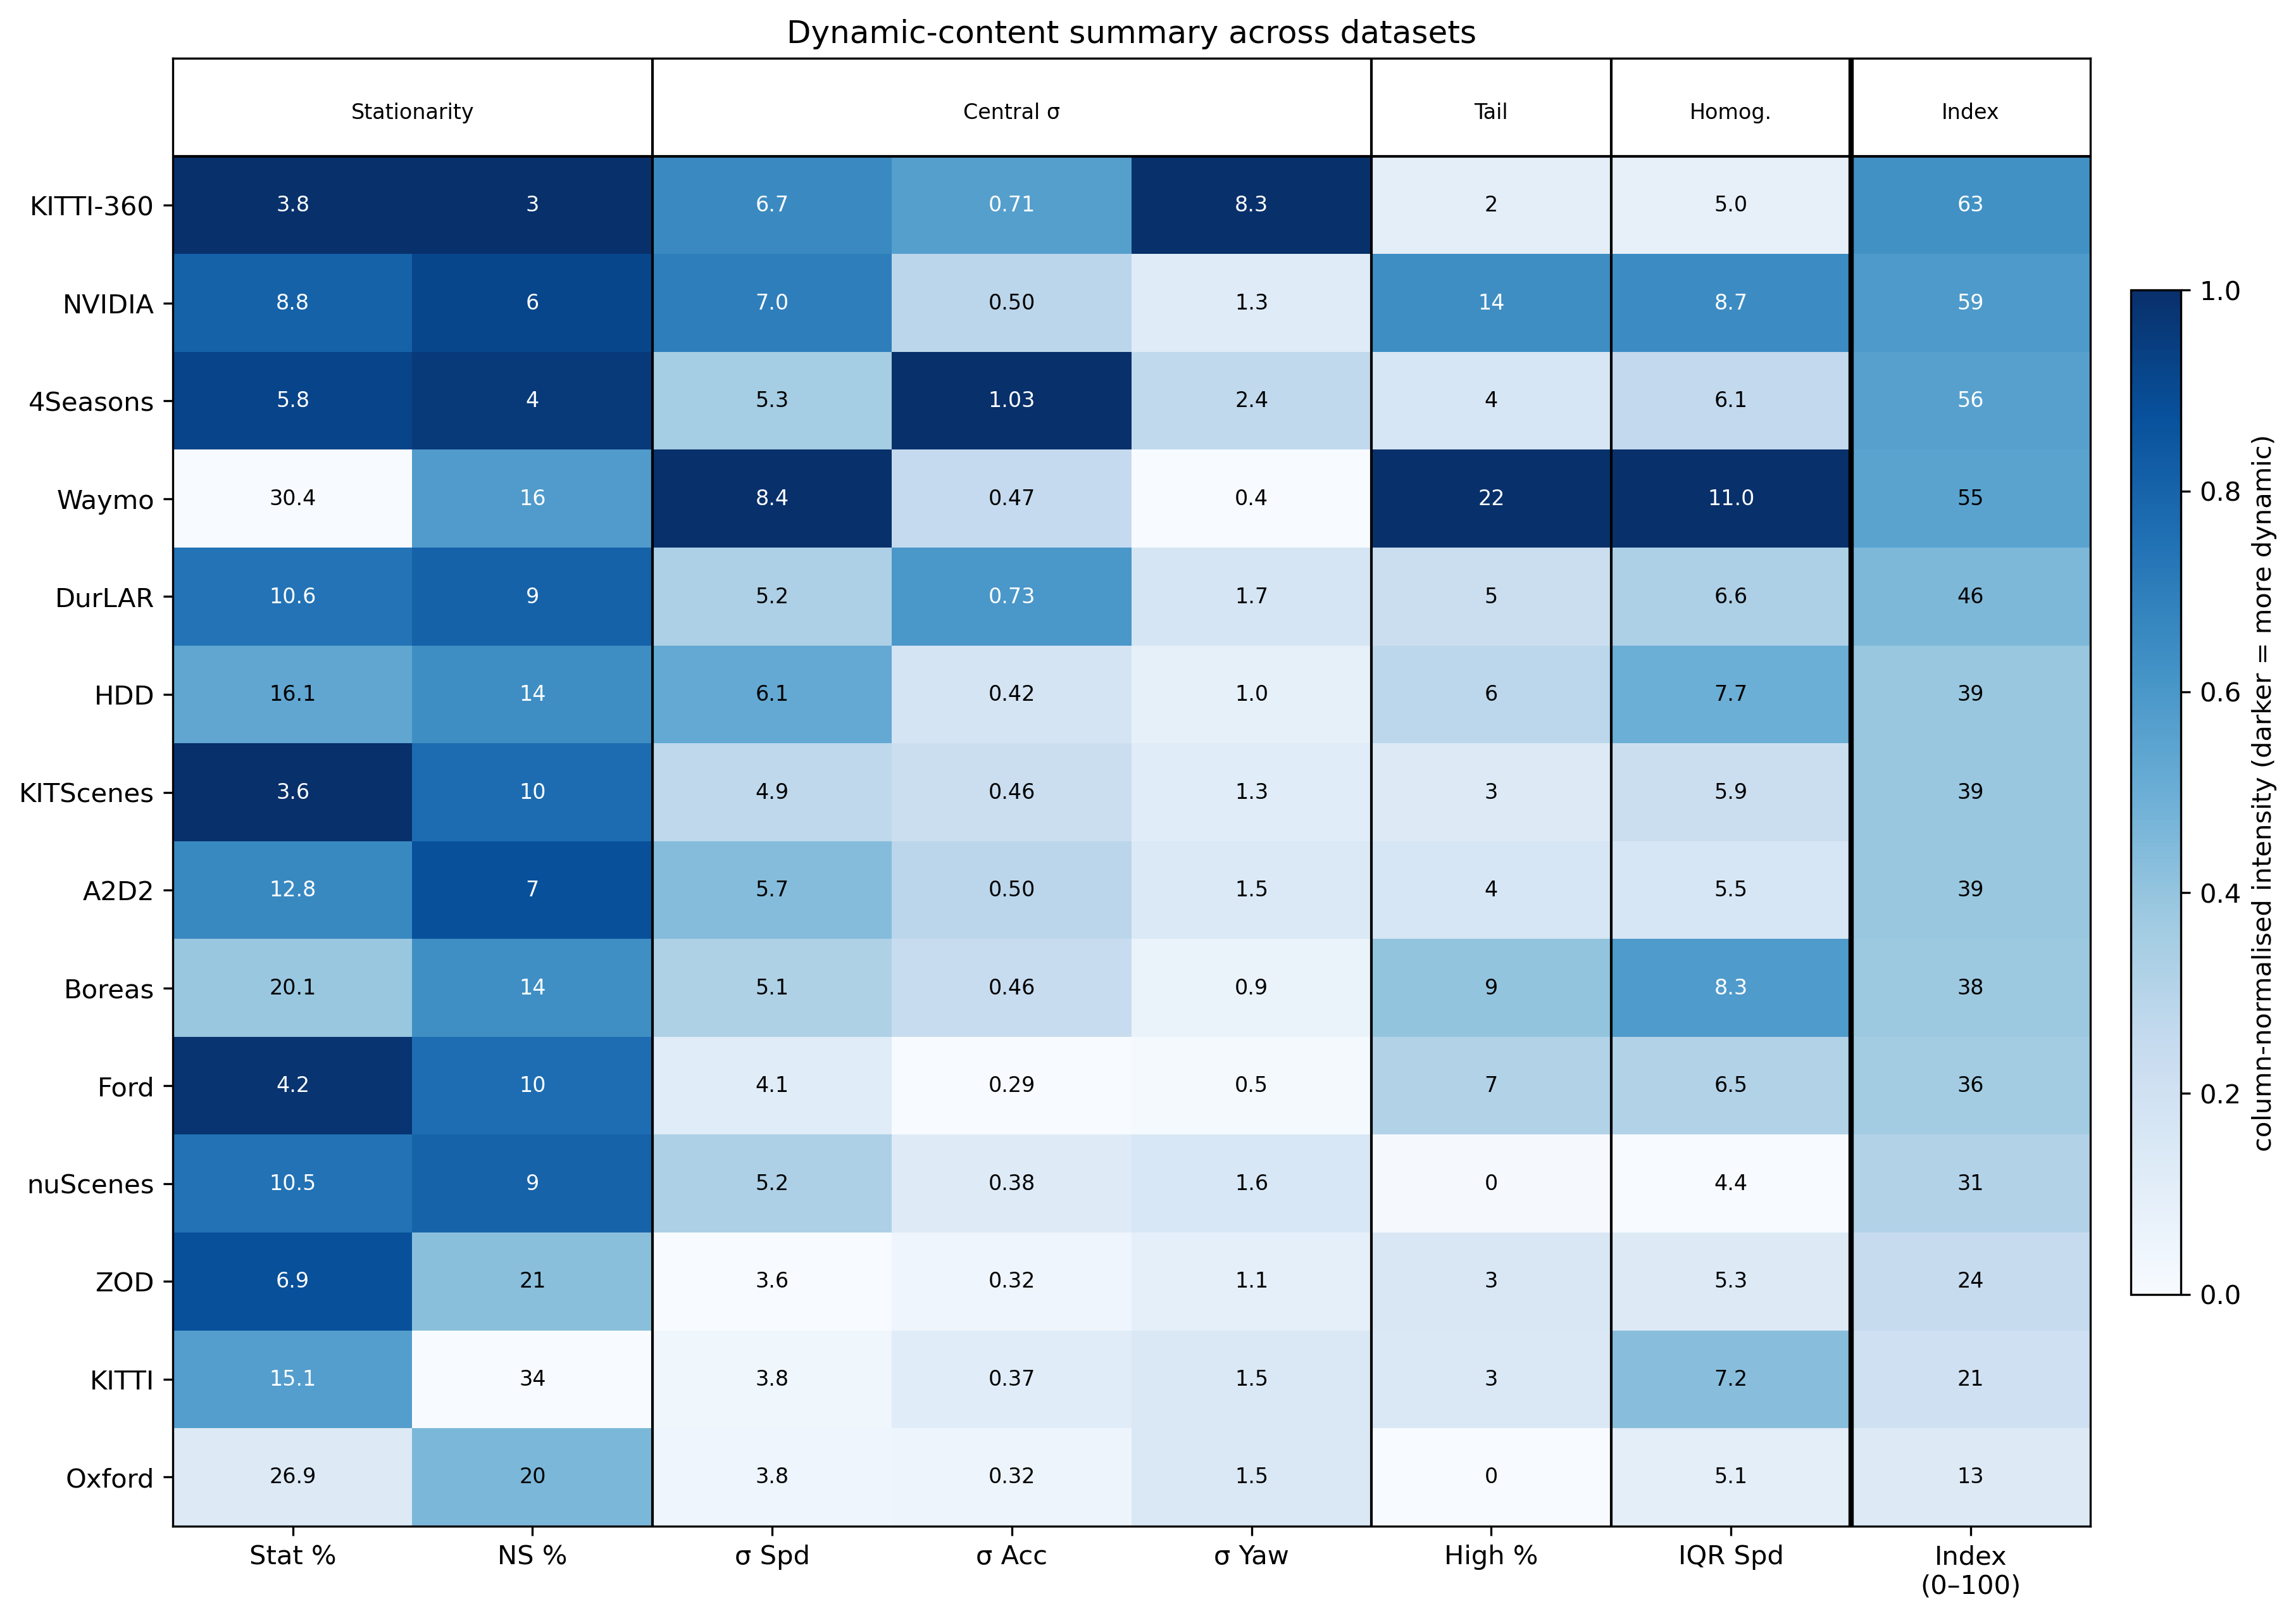 Dynamic-content summary across datasets
Stationarity Central σ Tail Homog. Index
KITTI-360 3.8 3 6.7 0.71 8.3 2 5.0 63
NVIDIA 8.8 6 7.0 0.50 1.3 14 8.7 59
4Seasons 5.8 4 5.3 1.03 2.4 4 6.1 56
Waymo 30.4 16 8.4 0.47 0.4 22 11.0 55
DurLAR 10.6 9 5.2 0.73 1.7 5 6.6 46
HDD 16.1 14 6.1 0.42 1.0 6 7.7 39
KITScenes 3.6 10 4.9 0.46 1.3 3 5.9 39
A2D2 12.8 7 5.7 0.50 1.5 4 5.5 39
Boreas 20.1 14 5.1 0.46 0.9 9 8.3 38
Ford 4.2 10 4.1 0.29 0.5 7 6.5 36
nuScenes 10.5 9 5.2 0.38 1.6 0 4.4 31
ZOD 6.9 21 3.6 0.32 1.1 3 5.3 24
KITTI 15.1 34 3.8 0.37 1.5 3 7.2 21
Oxford 26.9 20 3.8 0.32 1.5 0 5.1 13
Stat % NS % σ Spd σ Acc σ Yaw High % IQR Spd Index
(0–100)
1.0
0.8
0.6
0.4
0.2
0.0
column-normalised intensity (darker = more dynamic)